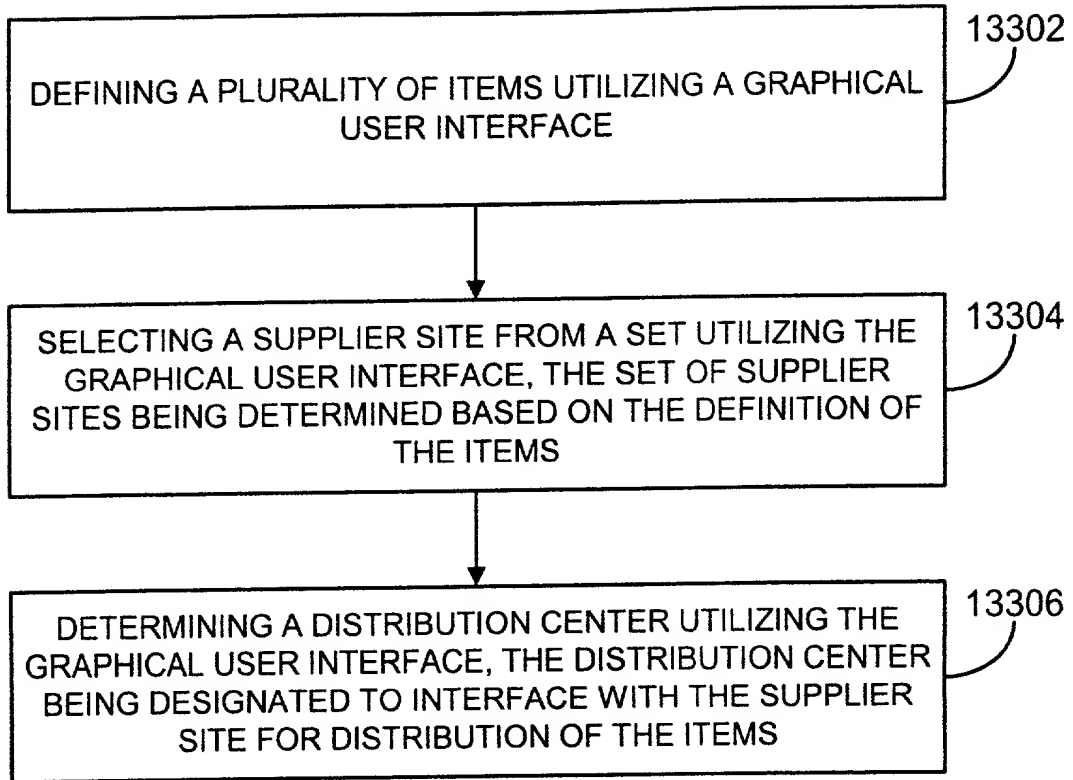 13302
DEFINING A PLURALITY OF ITEMS UTILIZING A GRAPHICAL
USER INTERFACE
13304
SELECTING A SUPPLIER SITE FROM A SET UTILIZING THE
GRAPHICAL USER INTERFACE, THE SET OF SUPPLIER
SITES BEING DETERMINED BASED ON THE DEFINITION OF
THE ITEMS
13306
DETERMINING A DISTRIBUTION CENTER UTILIZING THE
GRAPHICAL USER INTERFACE, THE DISTRIBUTION CENTER
BEING DESIGNATED TO INTERFACE WITH THE SUPPLIER
SITE FOR DISTRIBUTION OF THE ITEMS